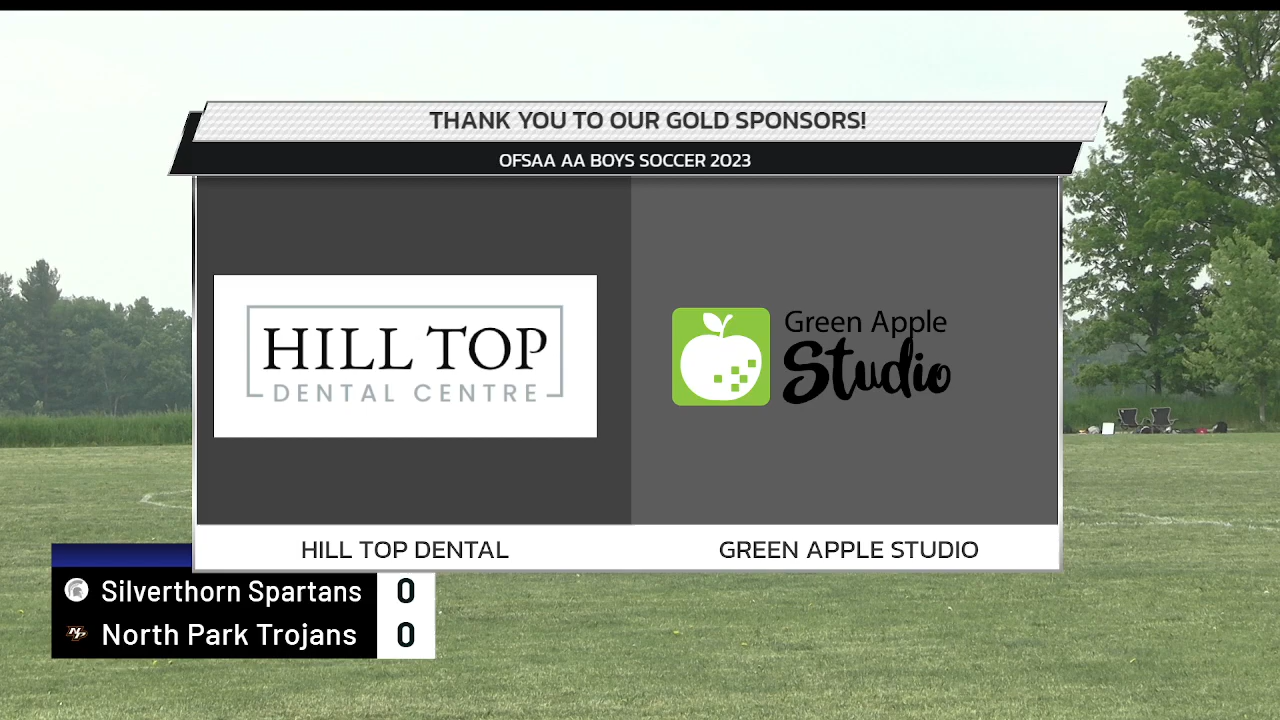 THANK YOU TO OUR GOLD SPONSORS!
OFSAA AA BOYS SOCCER 2023
HILL TOP
DENTAL CENTRE
Green Apple
Studio
HILL TOP DENTAL
GREEN APPLE STUDIO
Silverthorn Spartans 0
NP North Park Trojans 0